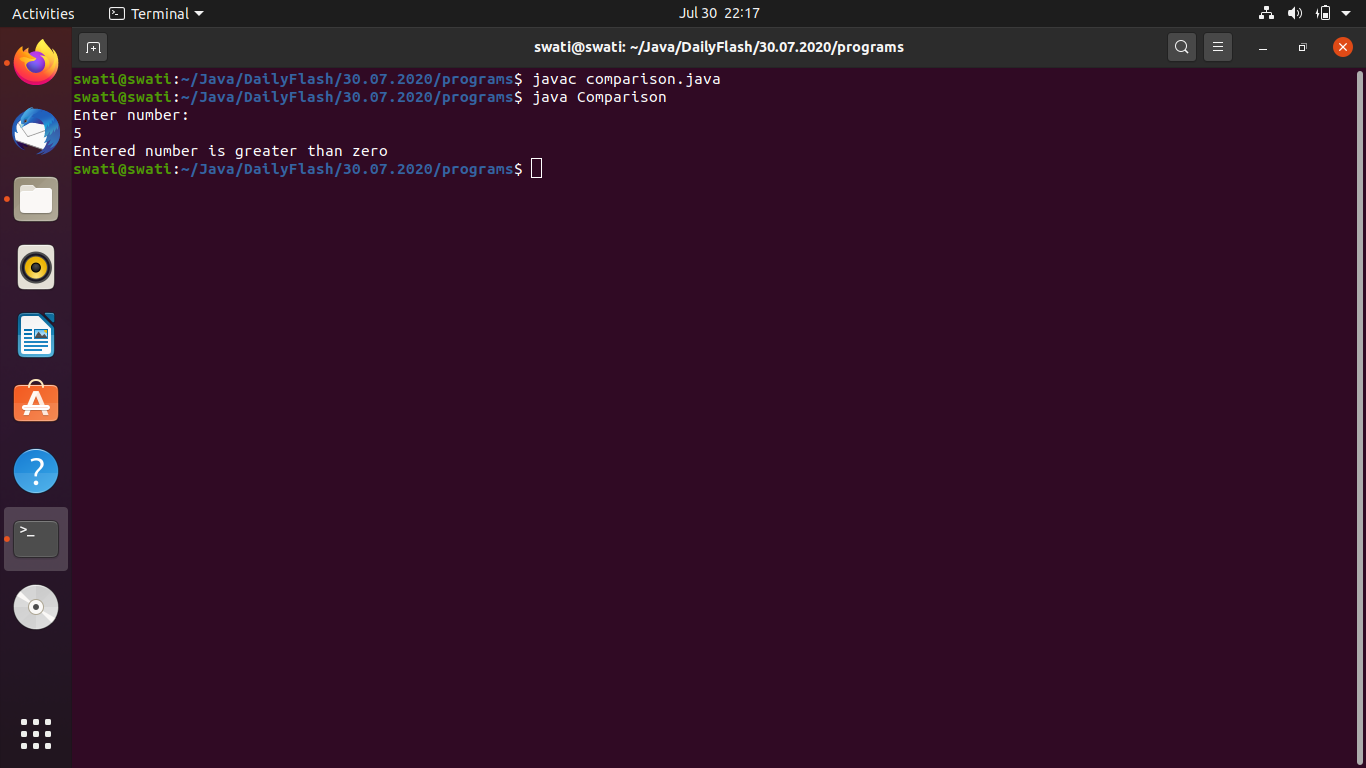 Activities
Terminal
Jul 30 22:17
swati@swati: ~/Java/DailyFlash/30.07.2020/programs
swati@swati:~/Java/DailyFlash/30.07.2020/programs$ javac comparison.java
swati@swati:~/Java/DailyFlash/30.07.2020/programs$ java Comparison
Enter number:
5
Entered number is greater than zero
swati@swati:~/Java/DailyFlash/30.07.2020/programs$